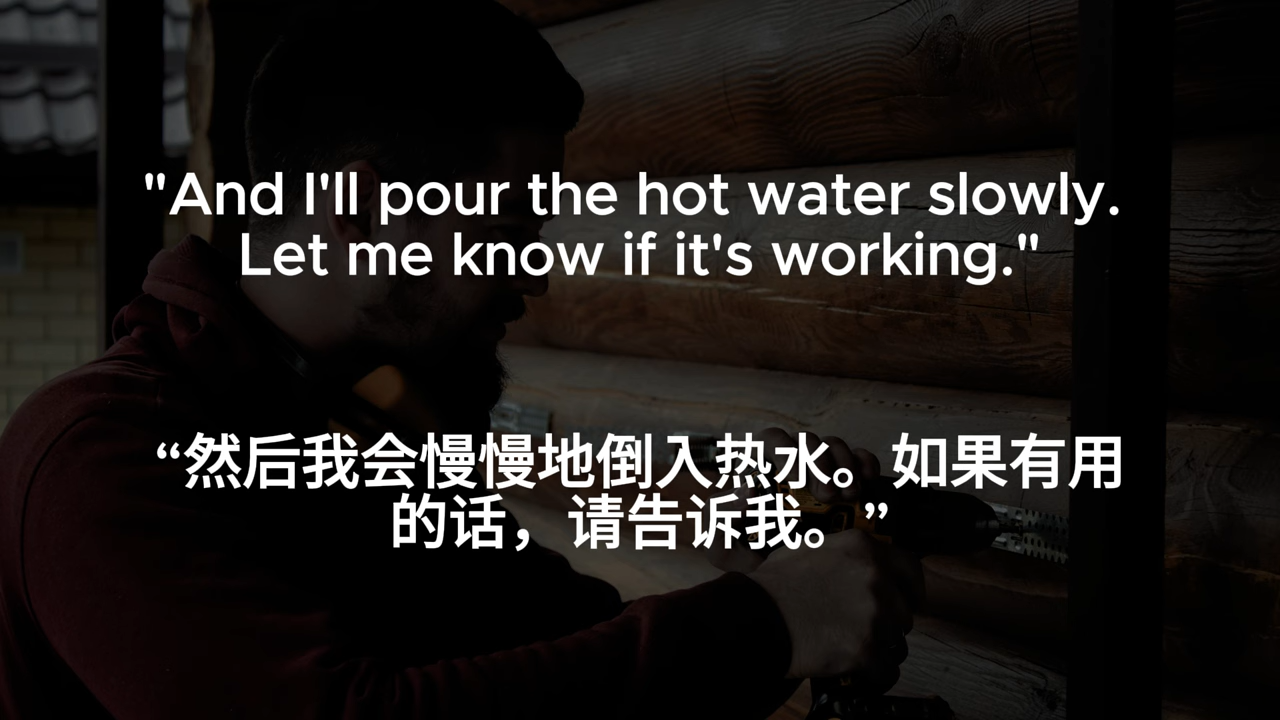 "And I'll pour the hot water slowly.
Let me know if it's working."
“然后我会慢慢地倒入热水。如果有用
的话，请告诉我。”